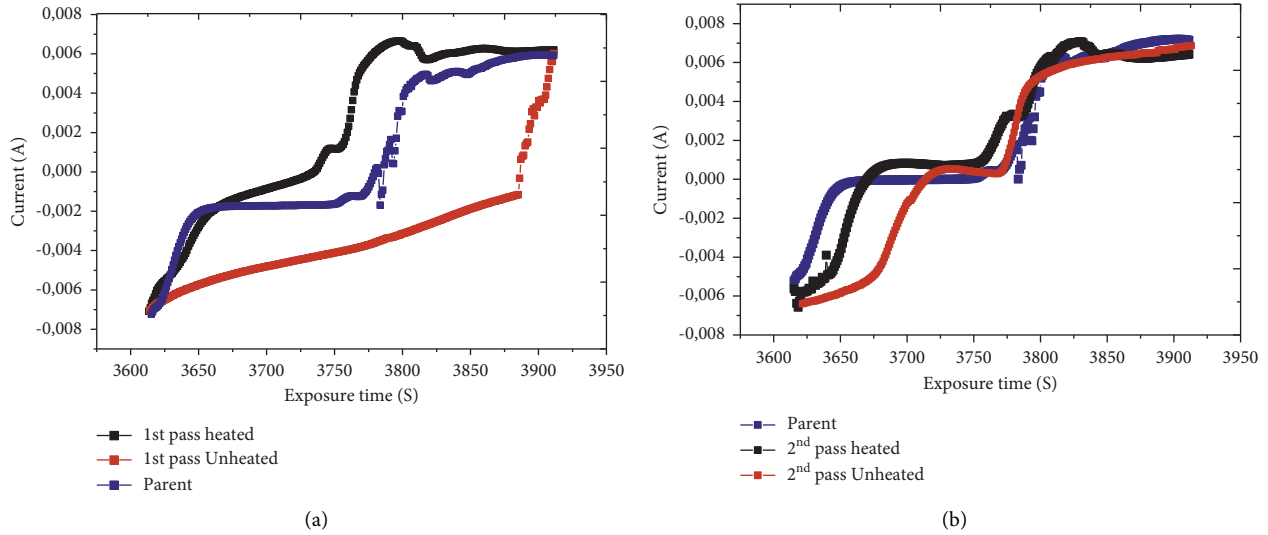 0,008
0,006
0,004
0,002
0,000
-0,002
-0,004
-0,006
-0,008
Current (A)
3600 3650 3700 3750 3800 3850 3900 3950
Exposure time (S)
1st pass heated
1st pass Unheated
Parent
(a)
0,008
0,006
0,004
0,002
0,000
-0,002
-0,004
-0,006
-0,008
Current (A)
3600 3650 3700 3750 3800 3850 3900 3950
Exposure time (S)
Parent
2nd pass heated
2nd pass Unheated
(b)